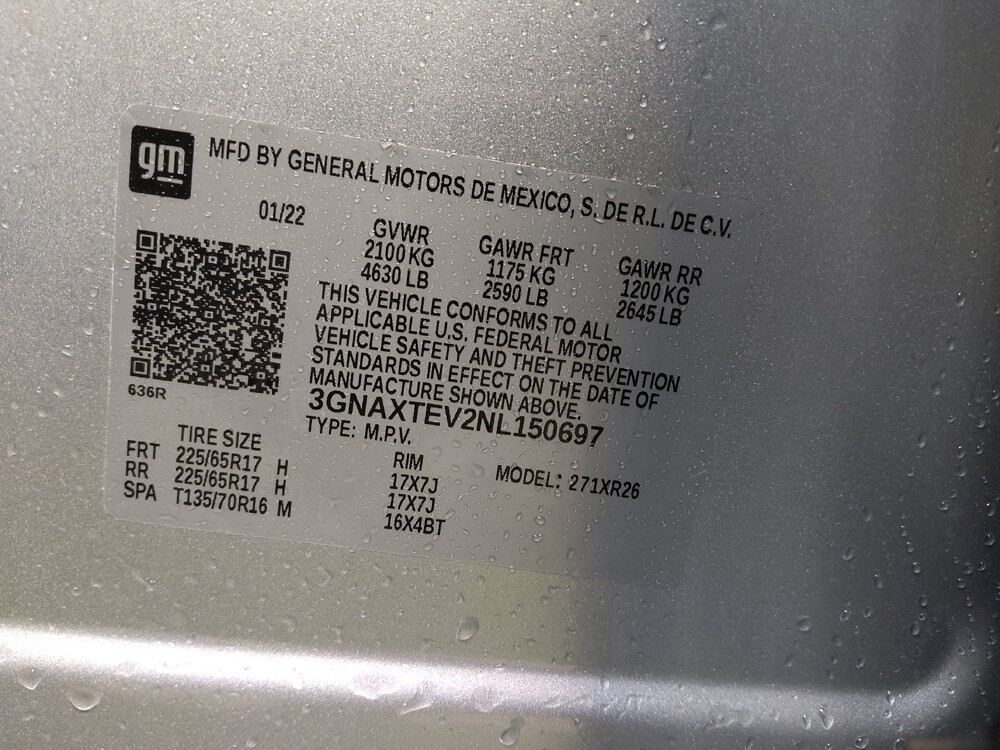 gm
MFD BY GENERAL MOTORS DE MEXICO, S. DE R.L. DE C.V.
01/22
GVWR GAWR FRT GAWR RR
2100 KG 1175 KG 1200 KG
4630 LB 2590 LB 2645 LB
THIS VEHICLE CONFORMS TO ALL
APPLICABLE U.S. FEDERAL MOTOR
VEHICLE SAFETY AND THEFT PREVENTION
STANDARDS IN EFFECT ON THE DATE OF
MANUFACTURE SHOWN ABOVE.
636R
3GNAXTEV2NL150697
TYPE: M.P.V. MODEL: 271XR26
TIRE SIZE RIM
FRT 225/65R17 H 17X7J
RR 225/65R17 H 17X7J
SPA T135/70R16 M 16X4BT